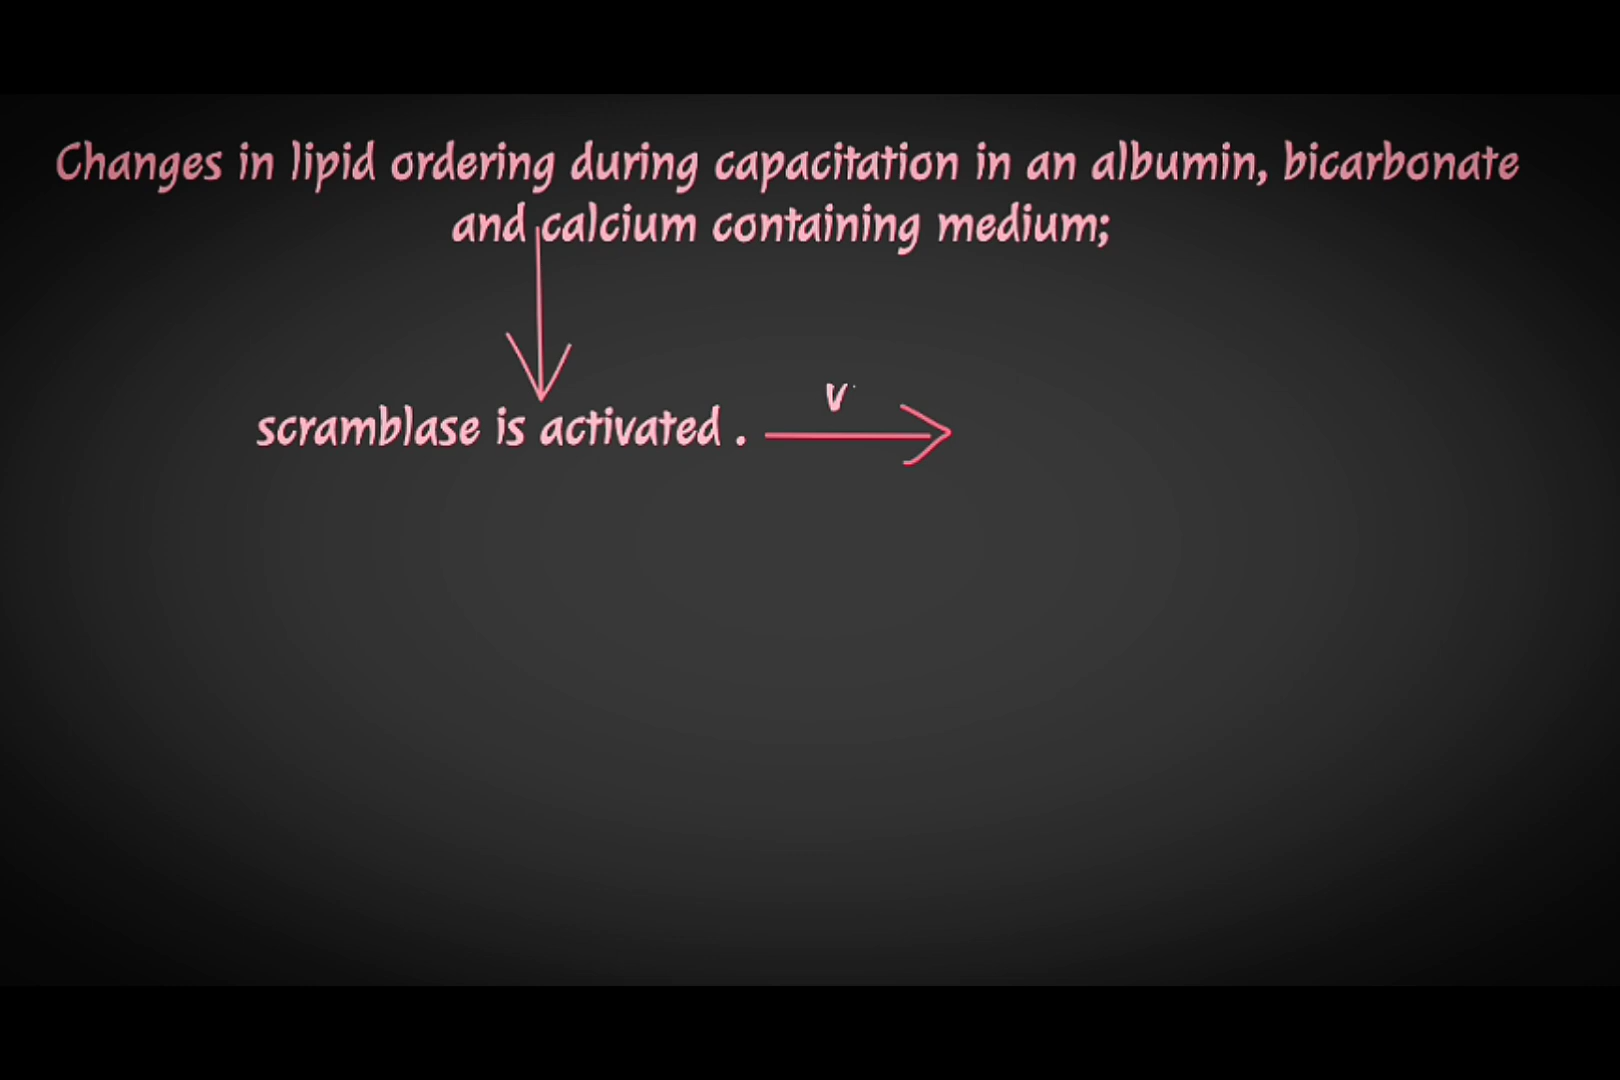 Changes in lipid ordering during capacitation in an albumin, bicarbonate
and calcium containing medium;
v
scramblase is activated .